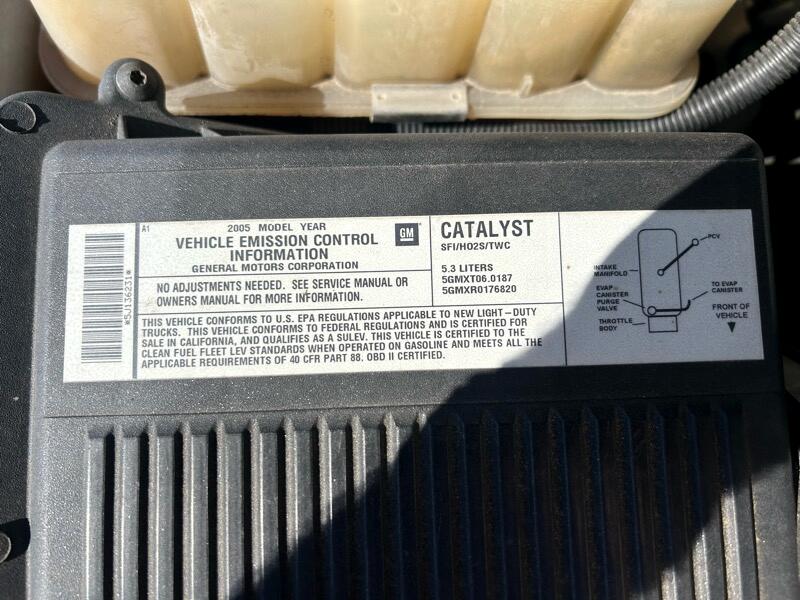 *5J36231*
A1
2005 MODEL YEAR
VEHICLE EMISSION CONTROL
INFORMATION
GENERAL MOTORS CORPORATION
GM
NO ADJUSTMENTS NEEDED. SEE SERVICE MANUAL OR
OWNERS MANUAL FOR MORE INFORMATION.
CATALYST
SFI/HO2S/TWC
5.3 LITERS
5GMXT06.0187
5GMXR0176820
THIS VEHICLE CONFORMS TO U.S. EPA REGULATIONS APPLICABLE TO NEW LIGHT-DUTY
TRUCKS. THIS VEHICLE CONFORMS TO FEDERAL REGULATIONS AND IS CERTIFIED FOR
SALE IN CALIFORNIA, AND QUALIFIES AS A SULEV. THIS VEHICLE IS CERTIFIED TO THE
CLEAN FUEL FLEET LEV STANDARDS WHEN OPERATED ON GASOLINE AND MEETS ALL THE
APPLICABLE REQUIREMENTS OF 40 CFR PART 88. OBD II CERTIFIED.
PCV
INTAKE
MANIFOLD
EVAP
CANISTER
PURGE
VALVE
THROTTLE
BODY
TO EVAP
CANISTER
FRONT OF
VEHICLE